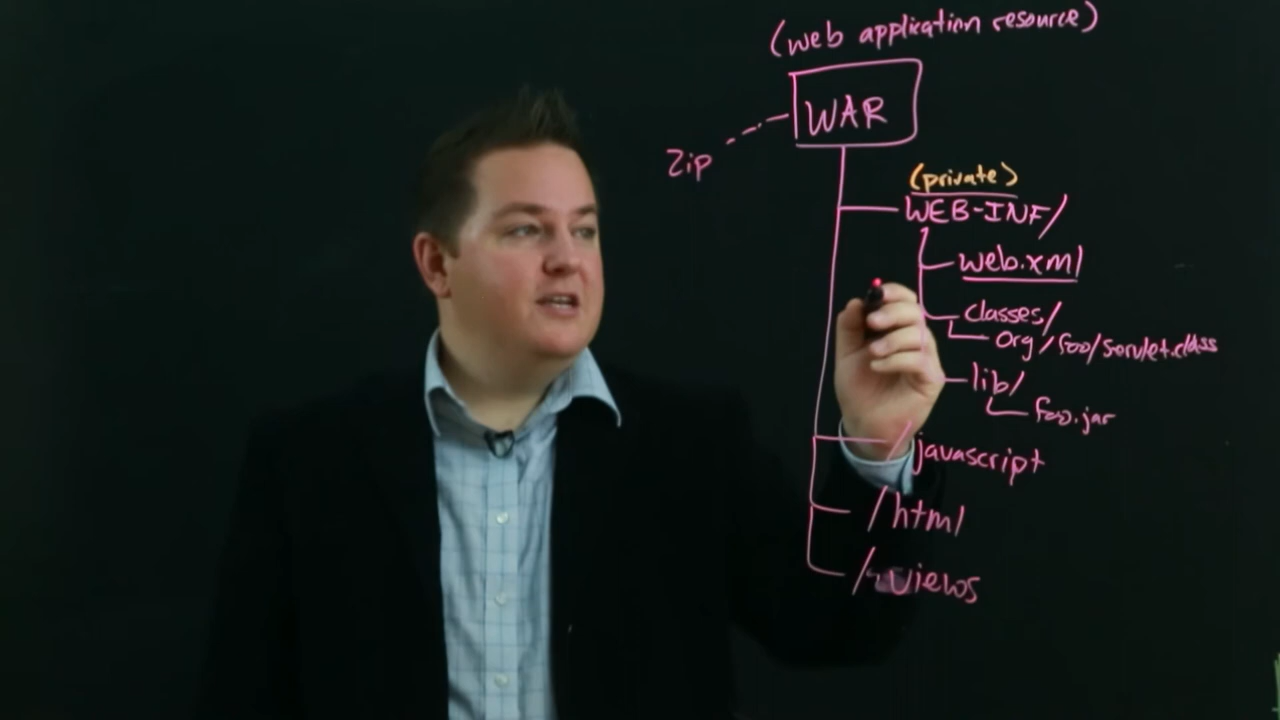 (web application resource)
WAR
Zip
(private)
WEB-INF/
web.xml
classes/
org/foo/servlet.class
lib/
foo.jar
/javascript
/html
/views